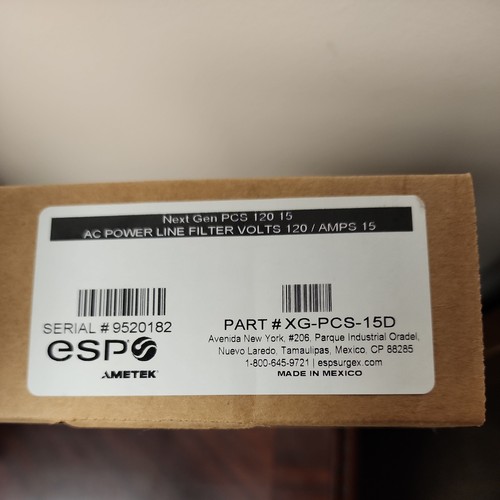 Next Gen PCS 120 15
AC POWER LINE FILTER VOLTS 120 / AMPS 15
SERIAL # 9520182
esp
AMETEK
PART # XG-PCS-15D
Avenida New York, #206, Parque Industrial Oradel,
Nuevo Laredo, Tamaulipas, Mexico, CP 88285
1-800-645-9721 | espsurgex.com
MADE IN MEXICO